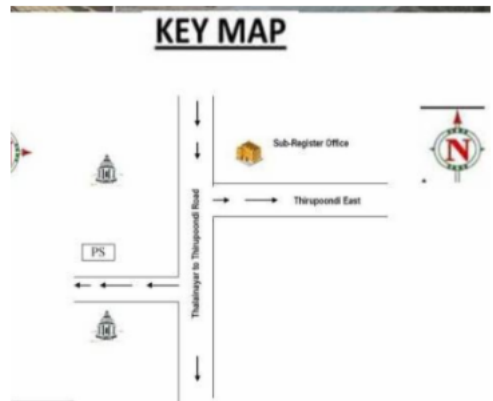 KEY MAP
Sub-Register Office
N
Thirupoondi East
Thalainayar to Thirupoondi Road
PS